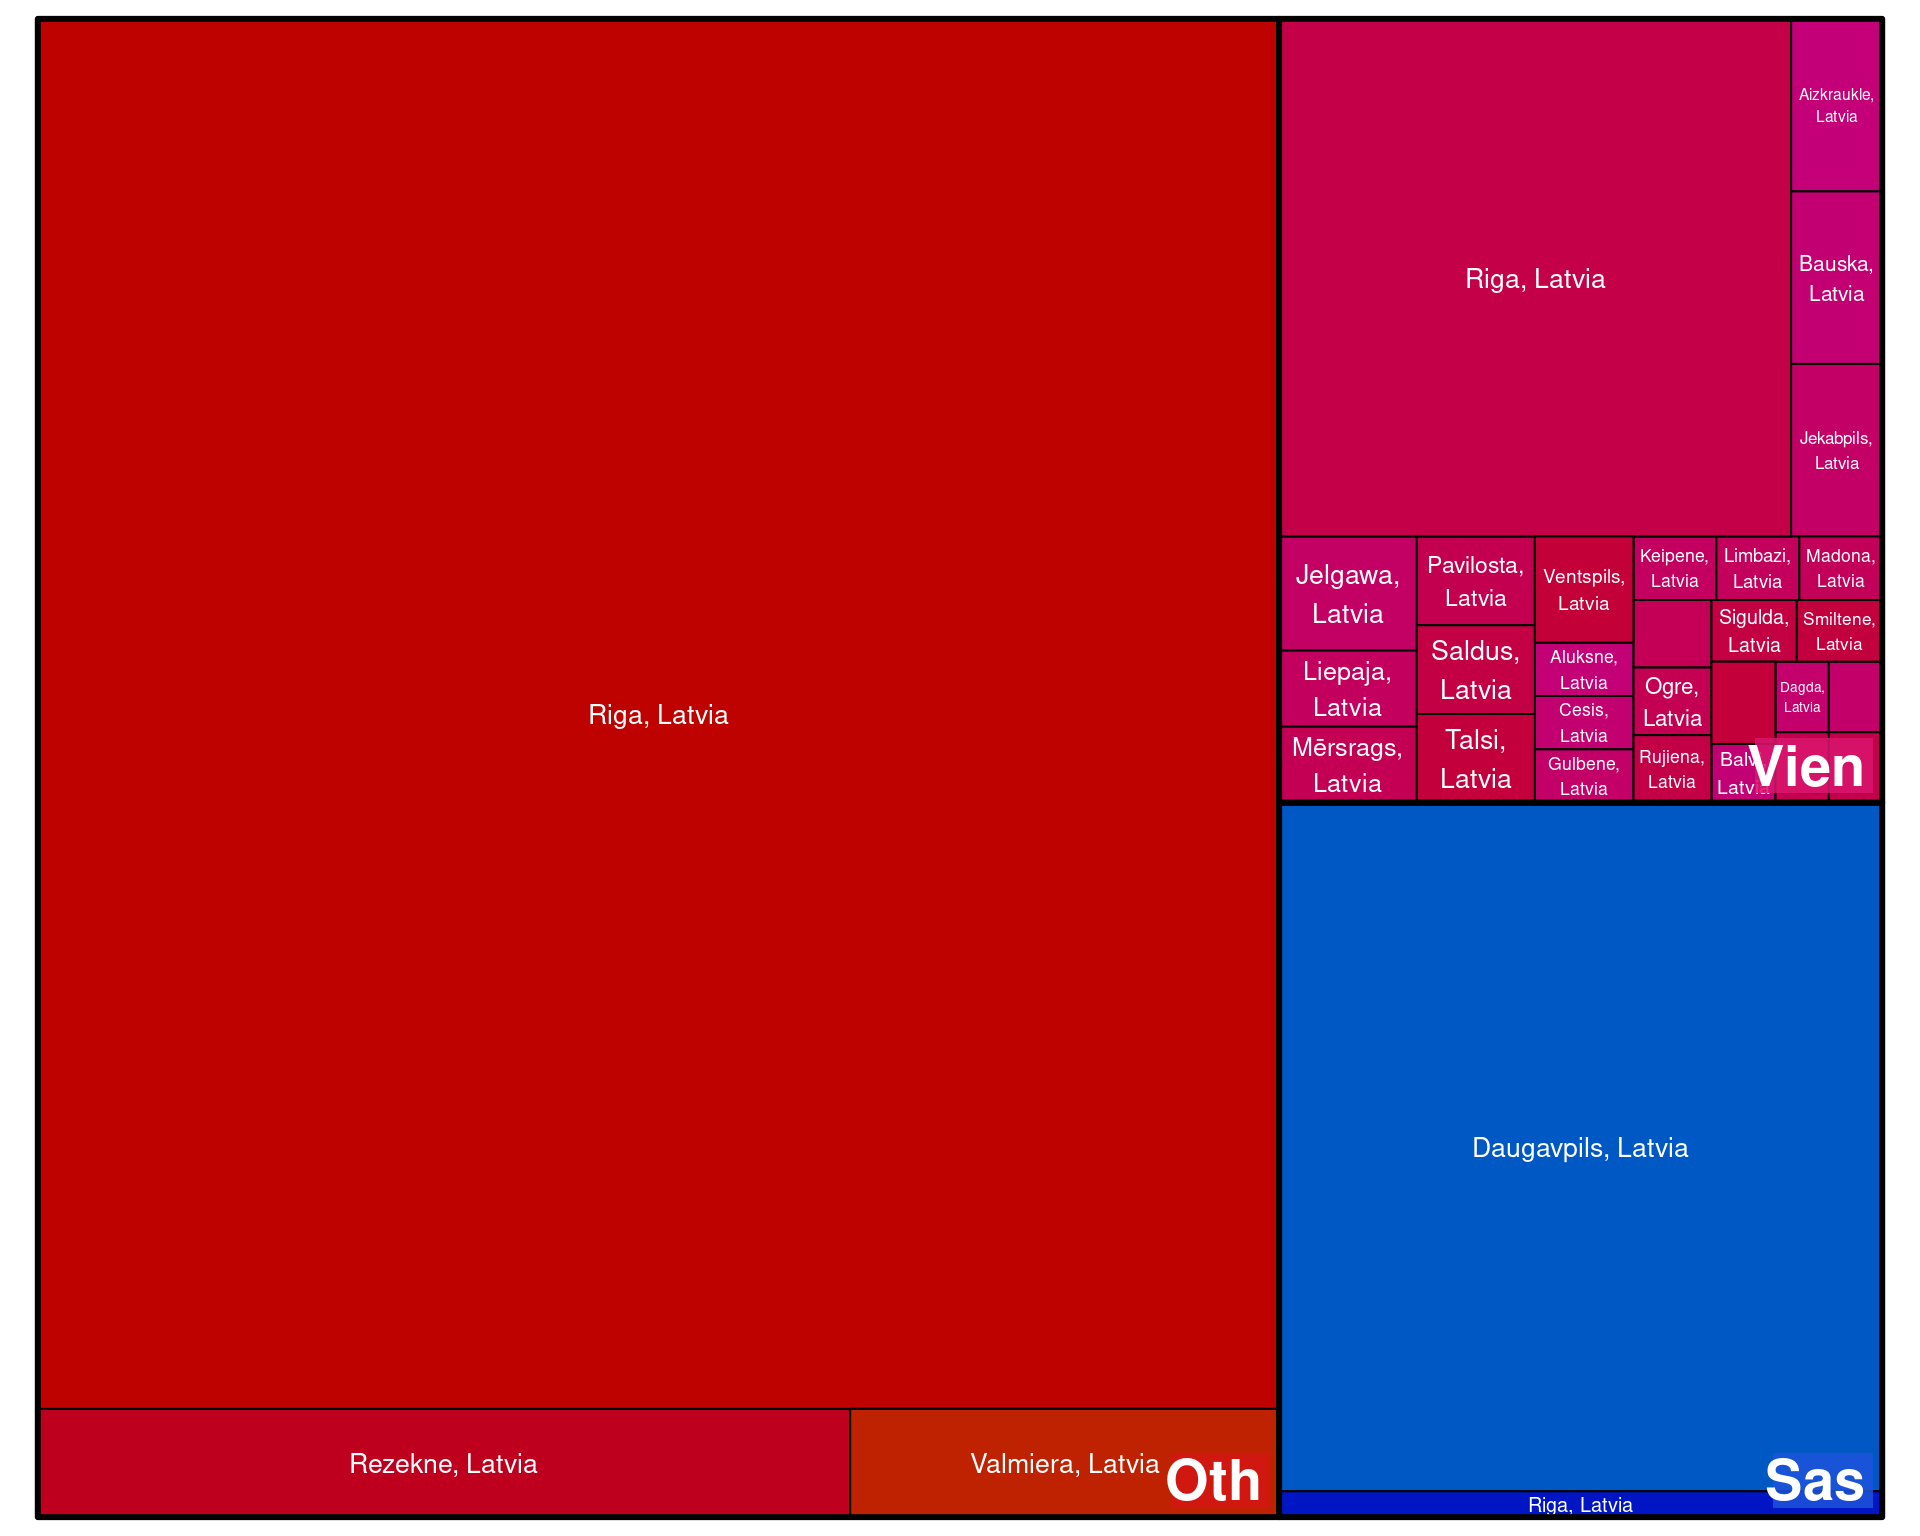 Riga, Latvia
Rezekne, Latvia
Valmiera, Latvia
Oth
Riga, Latvia
Aizkraukle,
Latvia
Bauska,
Latvia
Jekabpils,
Latvia
Jelgawa,
Latvia
Liepaja,
Latvia
Mērsrags,
Latvia
Pavilosta,
Latvia
Saldus,
Latvia
Talsi,
Latvia
Ventspils,
Latvia
Aluksne,
Latvia
Cesis,
Latvia
Gulbene,
Latvia
Keipene,
Latvia
Limbazi,
Latvia
Madona,
Latvia
Ogre,
Latvia
Rujiena,
Latvia
Sigulda,
Latvia
Smiltene,
Latvia
Dagda,
Latvia
Latvia
Vien
Daugavpils, Latvia
Riga, Latvia
Sas